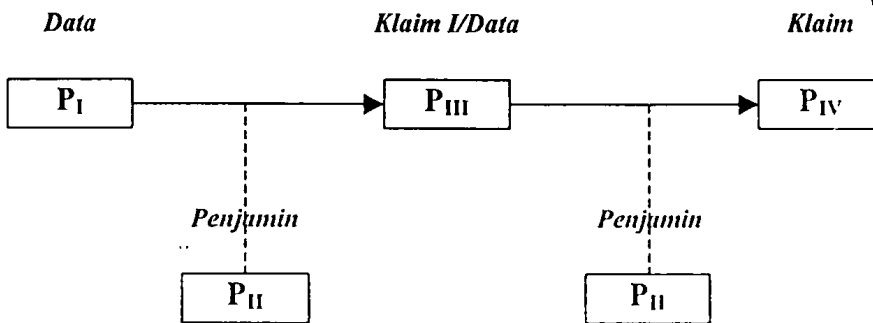 Data Klaim I/Data Klaim
P_I P_III P_IV
Penjamin Penjamin
P_II P_II